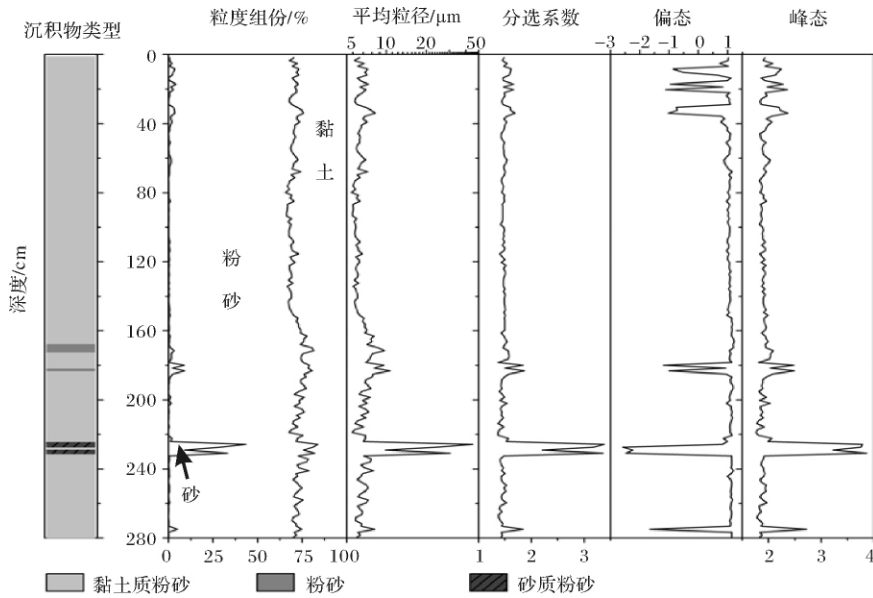 沉积物类型 粒度组份/% 平均粒径/μm 分选系数 偏态 峰态
5 10 20 50 -3 -2 -1 0 1
0
40
80
120
160
200
240
280
深度/cm
黏
土
粉
砂
砂
0 25 50 75 100 1 2 3 2 3 4
黏土质粉砂 粉砂 砂质粉砂